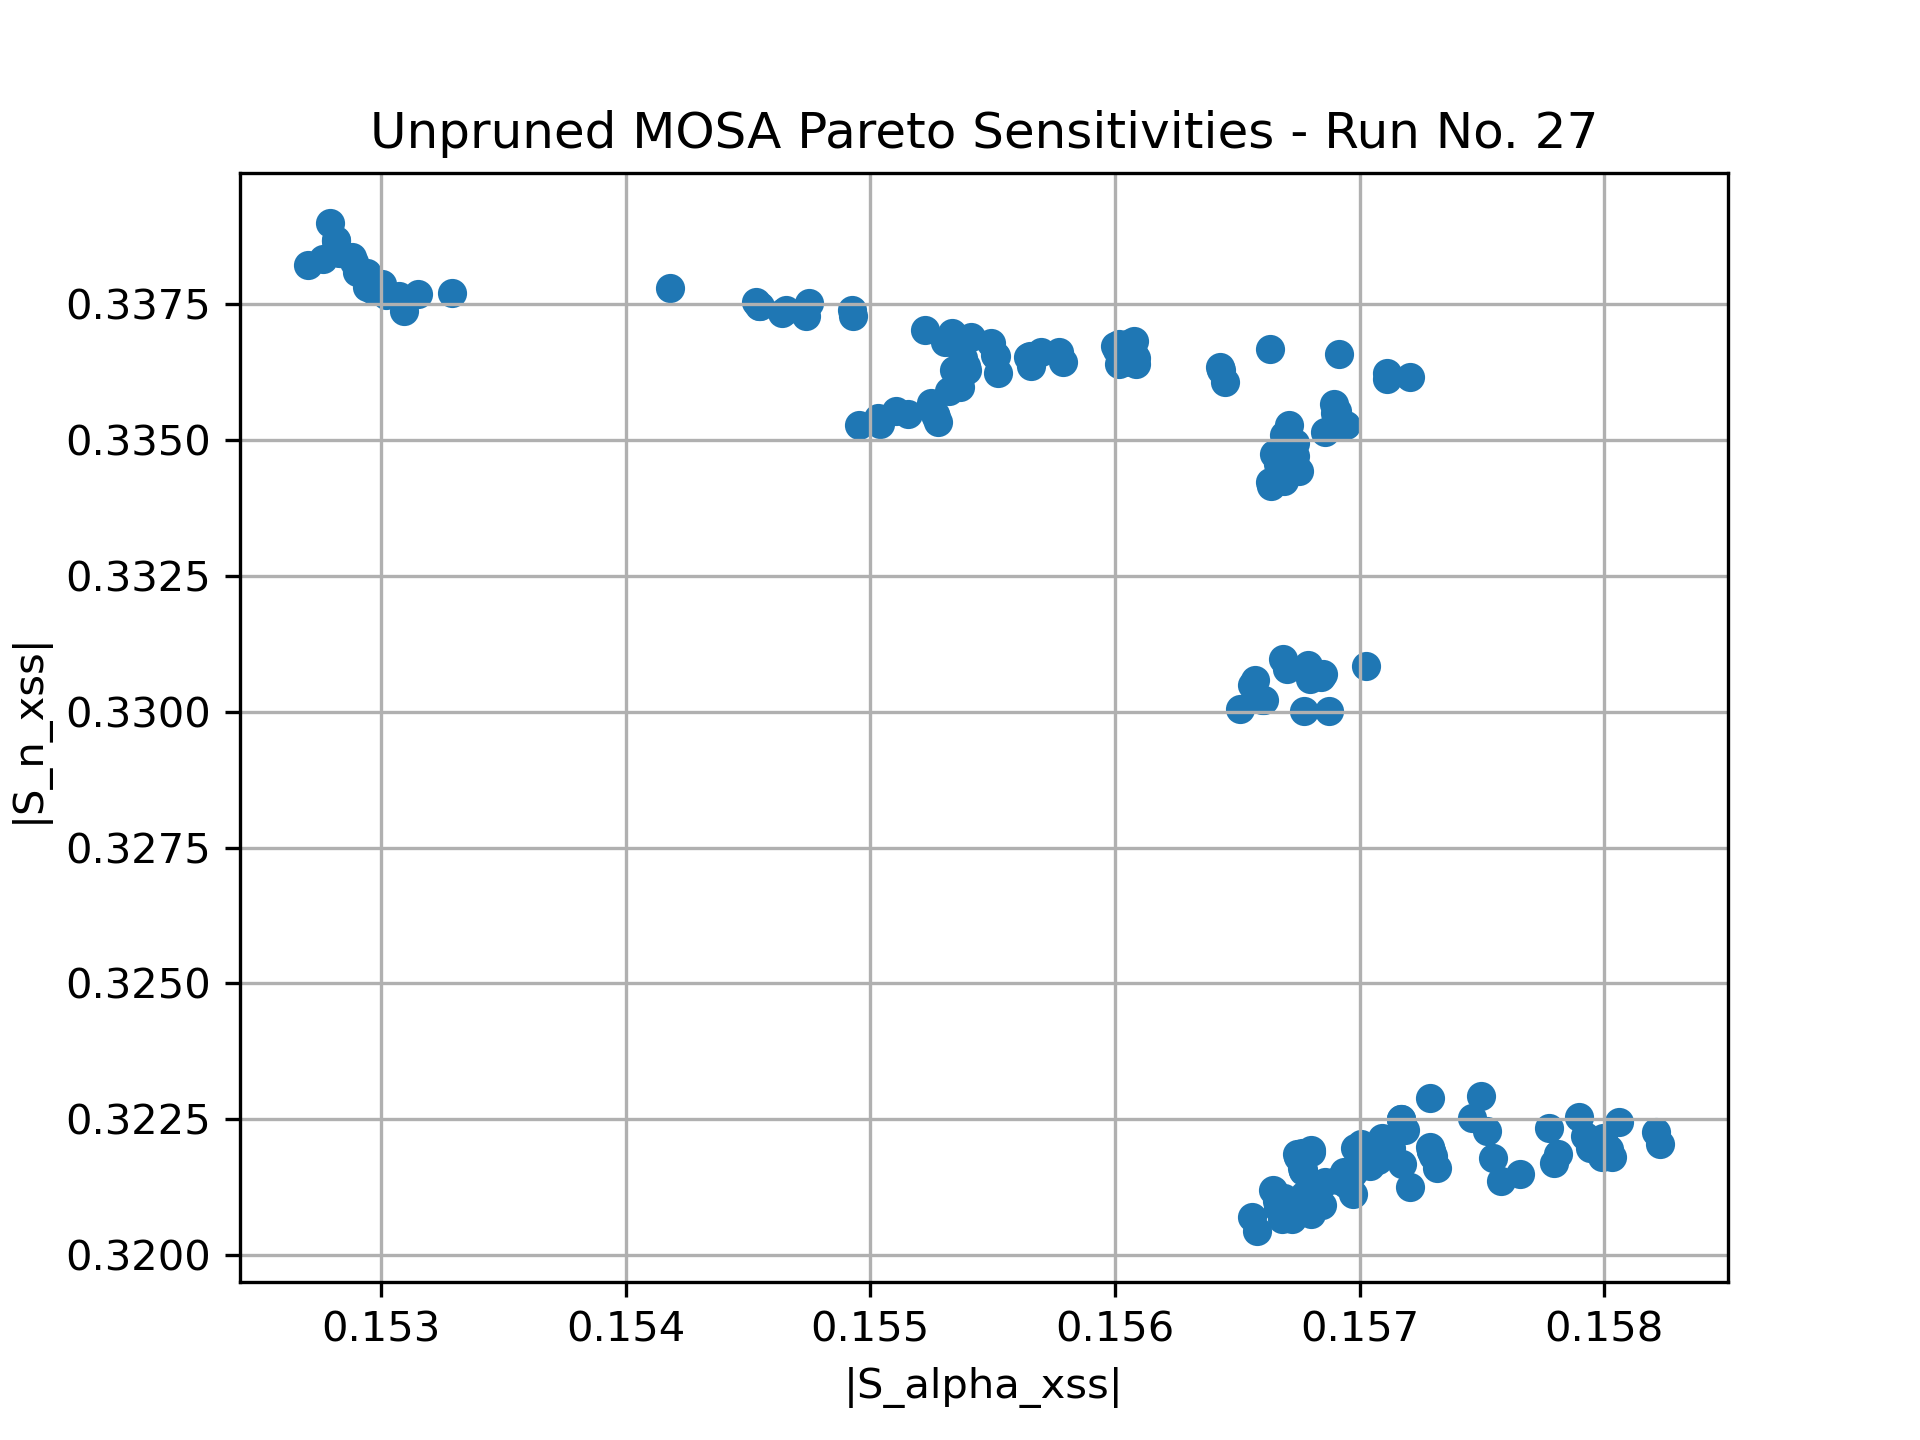 Unpruned MOSA Pareto Sensitivities - Run No. 27
|S_n_xss|
0.3375
0.3350
0.3325
0.3300
0.3275
0.3250
0.3225
0.3200
0.153 0.154 0.155 0.156 0.157 0.158
|S_alpha_xss|